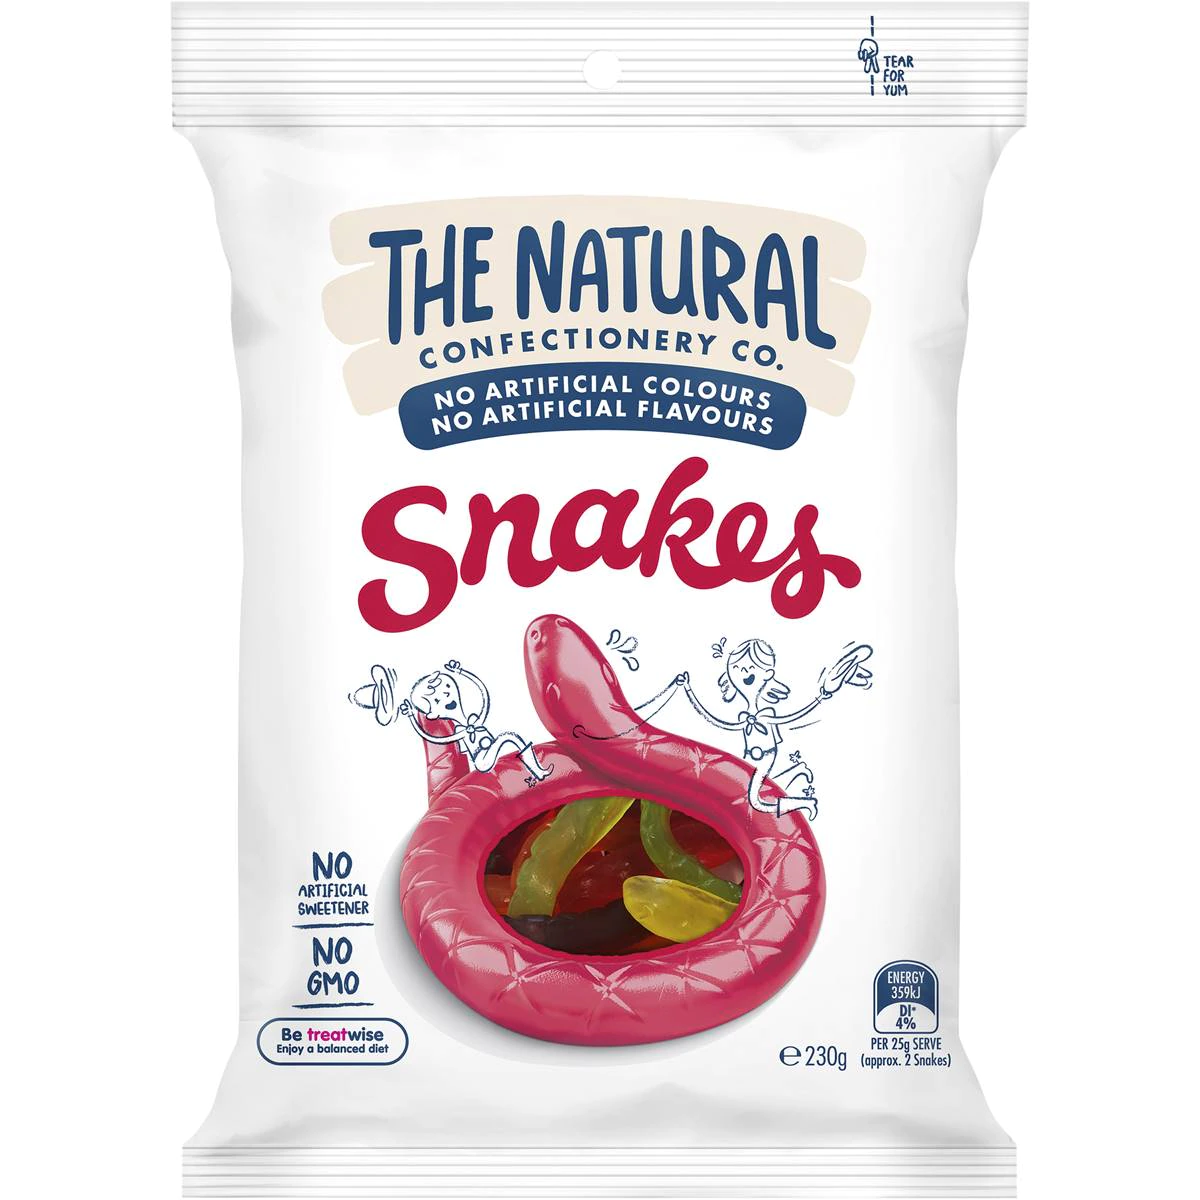 TEAR
FOR
YUM
THE NATURAL
CONFECTIONERY CO.
NO ARTIFICIAL COLOURS
NO ARTIFICIAL FLAVOURS
Snakes
NO
ARTIFICIAL
SWEETENER
NO
GMO
Be treatwise
Enjoy a balanced diet
ENERGY
359kJ
DI*
4%
PER 25g SERVE
(approx. 2 Snakes)
℮ 230g